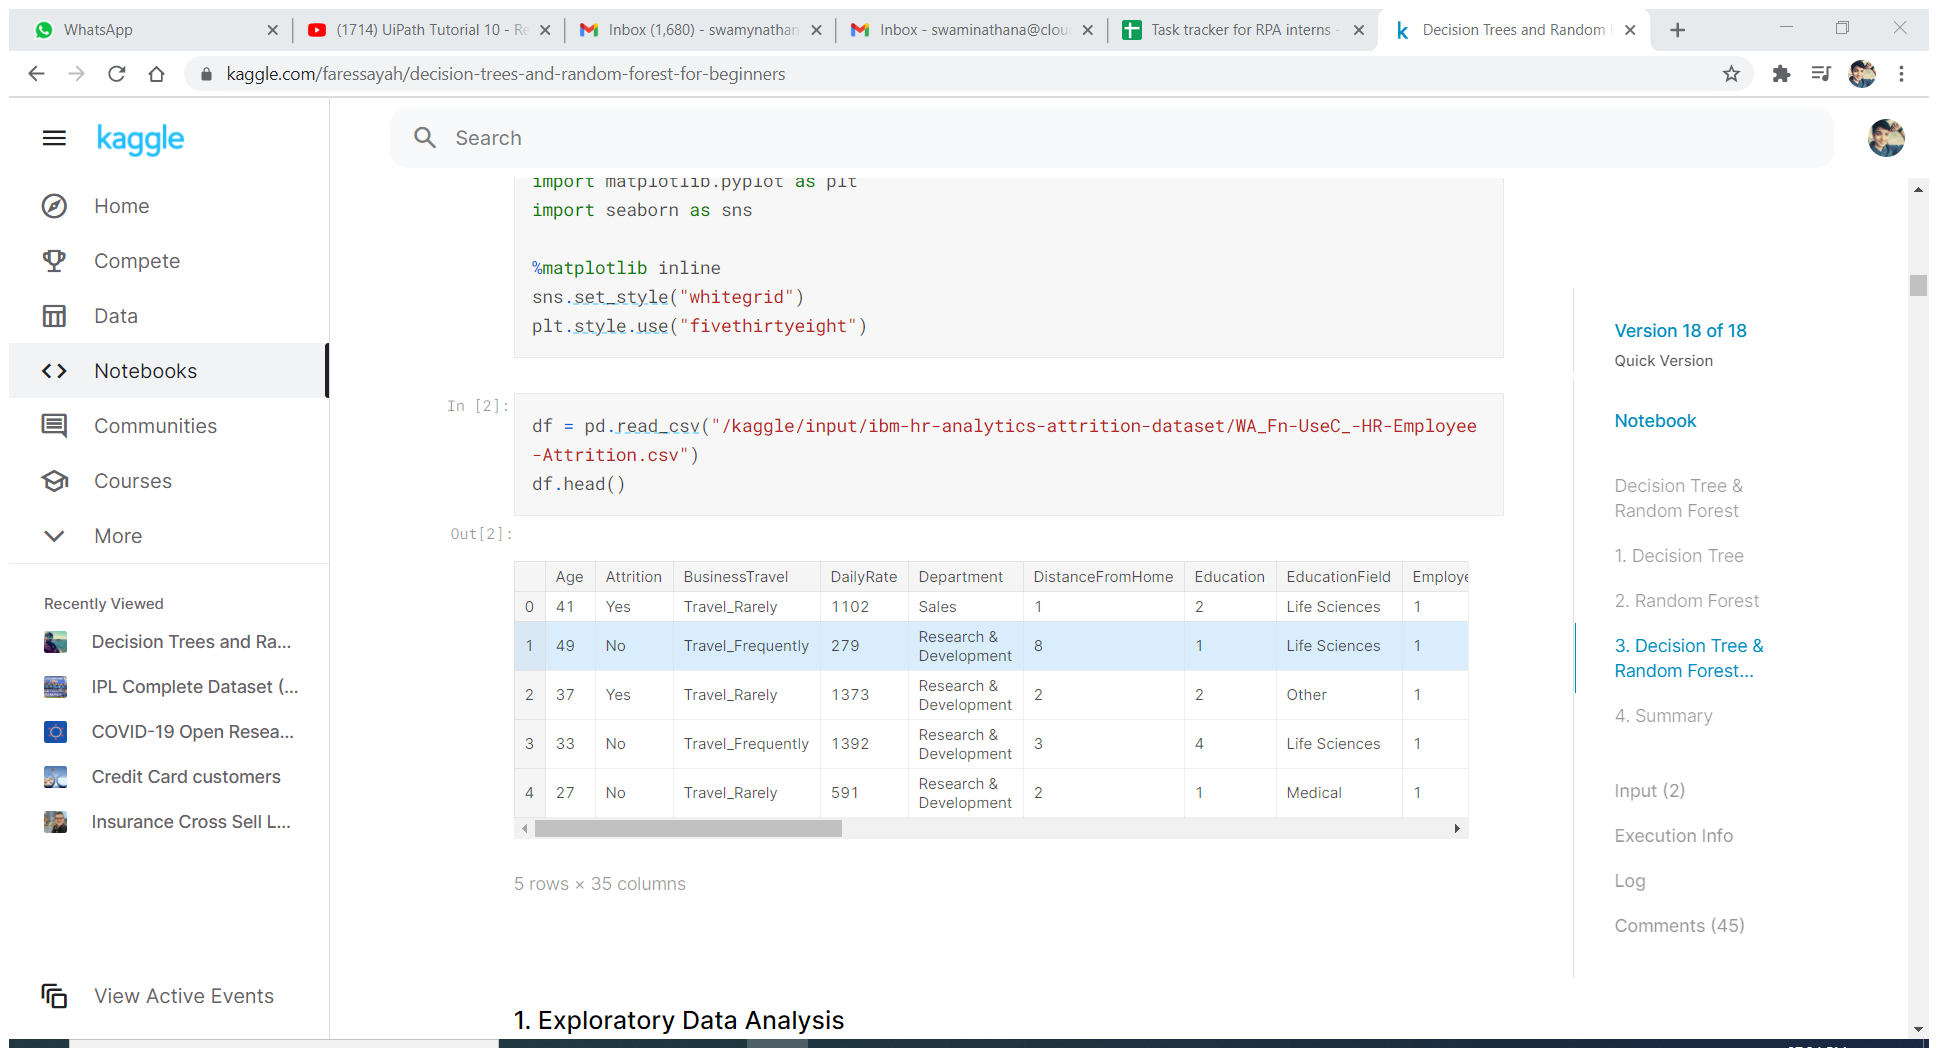 WhatsApp
(1714) UiPath Tutorial 10 - Re
Inbox (1,680) - swamynathan
Inbox - swaminathana@clou
Task tracker for RPA interns -
Decision Trees and Random F
kaggle.com/faressayah/decision-trees-and-random-forest-for-beginners
kaggle
Search
Home
Compete
Data
Notebooks
Communities
Courses
More
Recently Viewed
Decision Trees and Ra...
IPL Complete Dataset (...
COVID-19 Open Resea...
Credit Card customers
Insurance Cross Sell L...
View Active Events
import matplotlib.pyplot as plt
import seaborn as sns
%matplotlib inline
sns.set_style("whitegrid")
plt.style.use("fivethirtyeight")
In [2]:
df = pd.read_csv("/kaggle/input/ibm-hr-analytics-attrition-dataset/WA_Fn-UseC_-HR-Employee
-Attrition.csv")
df.head()
Out[2]:
Age Attrition BusinessTravel DailyRate Department DistanceFromHome Education EducationField Employe
0 41 Yes Travel_Rarely 1102 Sales 1 2 Life Sciences 1
1 49 No Travel_Frequently 279 Research & Development 8 1 Life Sciences 1
2 37 Yes Travel_Rarely 1373 Research & Development 2 2 Other 1
3 33 No Travel_Frequently 1392 Research & Development 3 4 Life Sciences 1
4 27 No Travel_Rarely 591 Research & Development 2 1 Medical 1
5 rows × 35 columns
1. Exploratory Data Analysis
Version 18 of 18
Quick Version
Notebook
Decision Tree &
Random Forest
1. Decision Tree
2. Random Forest
3. Decision Tree &
Random Forest...
4. Summary
Input (2)
Execution Info
Log
Comments (45)